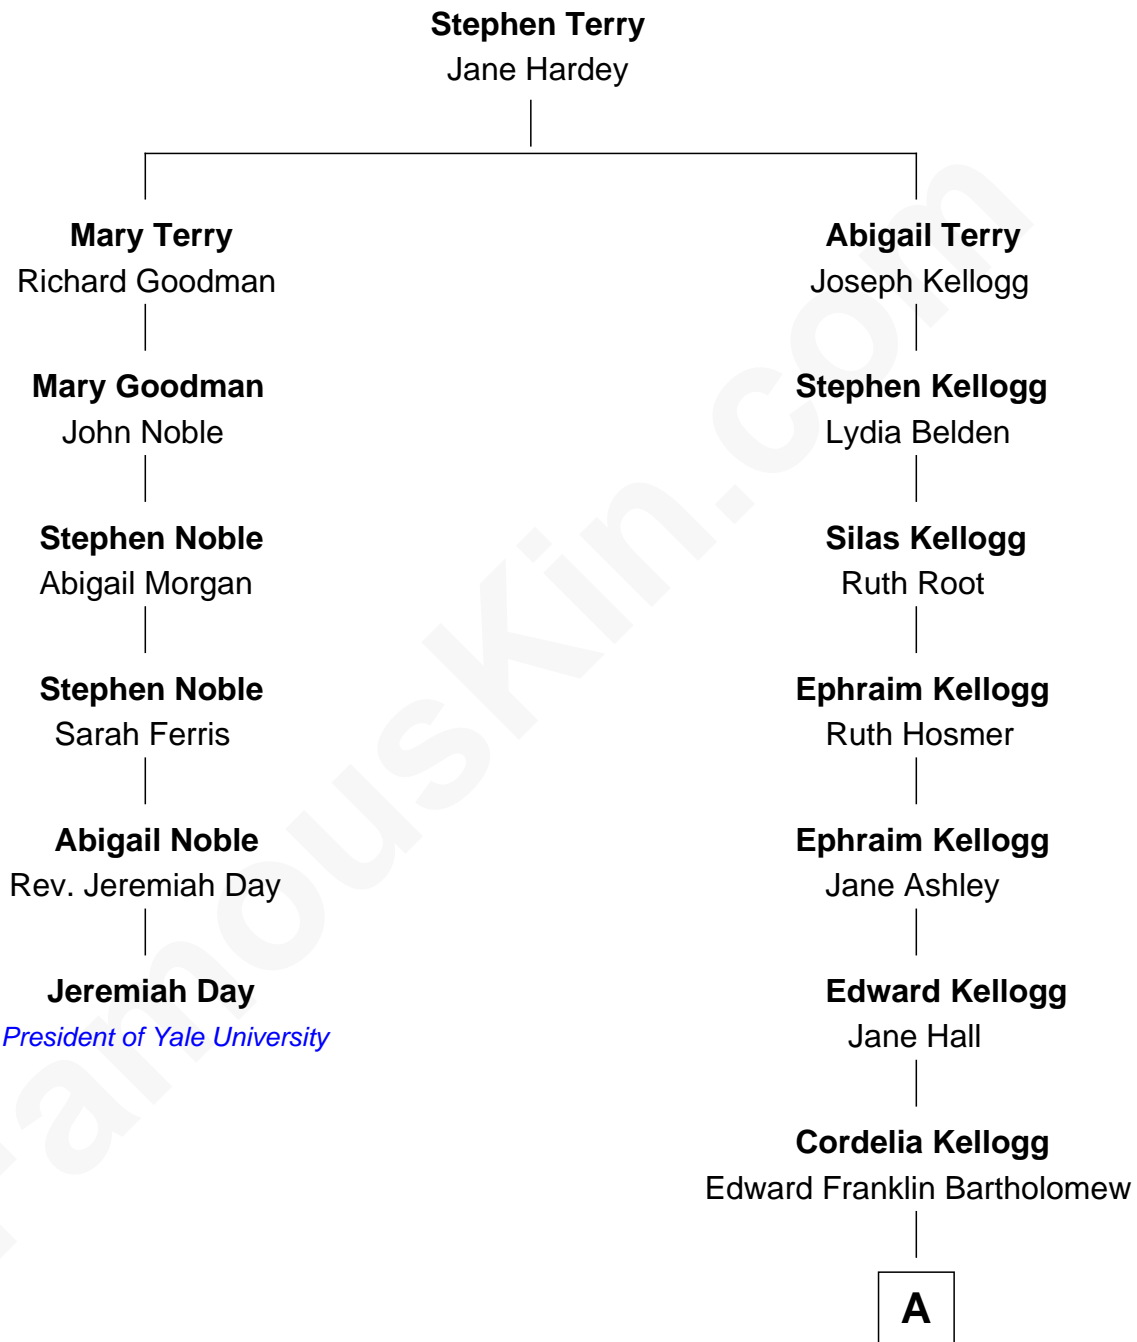 Stephen Terry
Jane Hardey
Mary Terry
Richard Goodman
Mary Goodman
John Noble
Stephen Noble
Abigail Morgan
Stephen Noble
Sarah Ferris
Abigail Noble
Rev. Jeremiah Day
Jeremiah Day
President of Yale University
Abigail Terry
Joseph Kellogg
Stephen Kellogg
Lydia Belden
Silas Kellogg
Ruth Root
Ephraim Kellogg
Ruth Hosmer
Ephraim Kellogg
Jane Ashley
Edward Kellogg
Jane Hall
Cordelia Kellogg
Edward Franklin Bartholomew
A
FamousKin.com